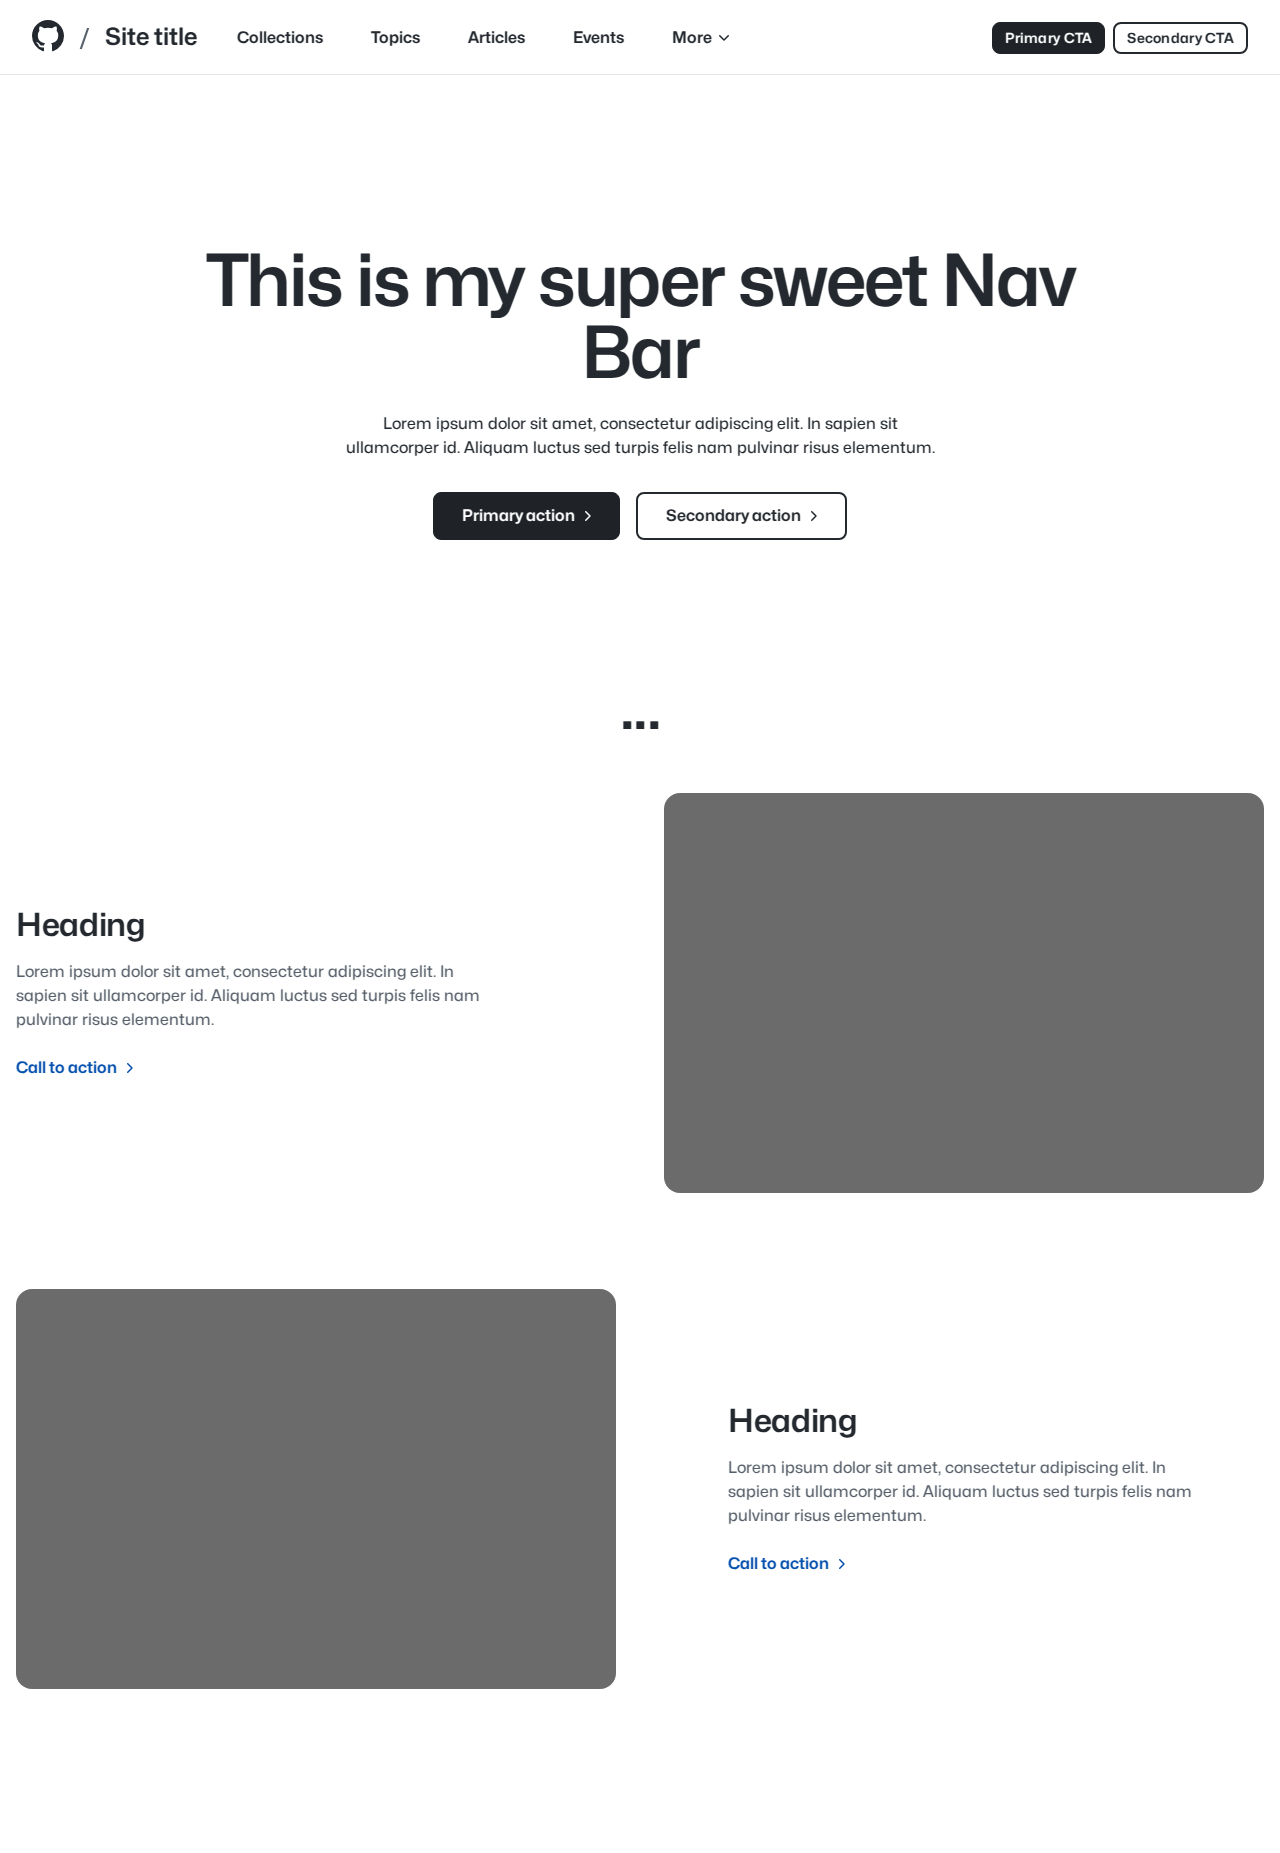 / Site title Collections Topics Articles Events More Primary CTA Secondary CTA
This is my super sweet Nav
Bar
Lorem ipsum dolor sit amet, consectetur adipiscing elit. In sapien sit
ullamcorper id. Aliquam luctus sed turpis felis nam pulvinar risus elementum.
Primary action Secondary action
...
Heading
Lorem ipsum dolor sit amet, consectetur adipiscing elit. In
sapien sit ullamcorper id. Aliquam luctus sed turpis felis nam
pulvinar risus elementum.
Call to action
Heading
Lorem ipsum dolor sit amet, consectetur adipiscing elit. In
sapien sit ullamcorper id. Aliquam luctus sed turpis felis nam
pulvinar risus elementum.
Call to action